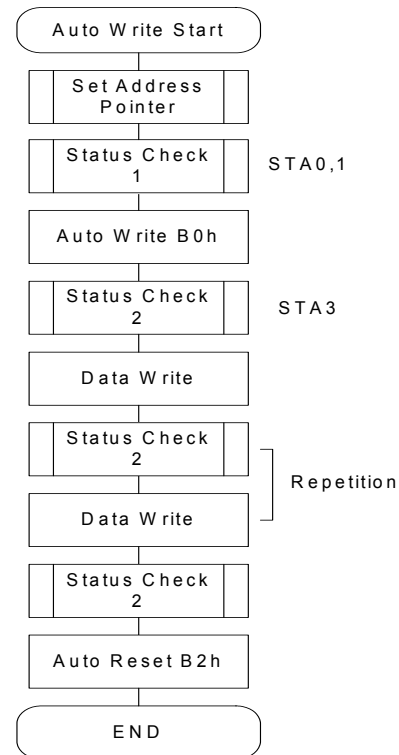 Auto Write Start
Set Address
Pointer
Status Check
1
STA0,1
Auto Write B0h
Status Check
2
STA3
Data Write
Status Check
2
Repetition
Data Write
Status Check
2
Auto Reset B2h
END